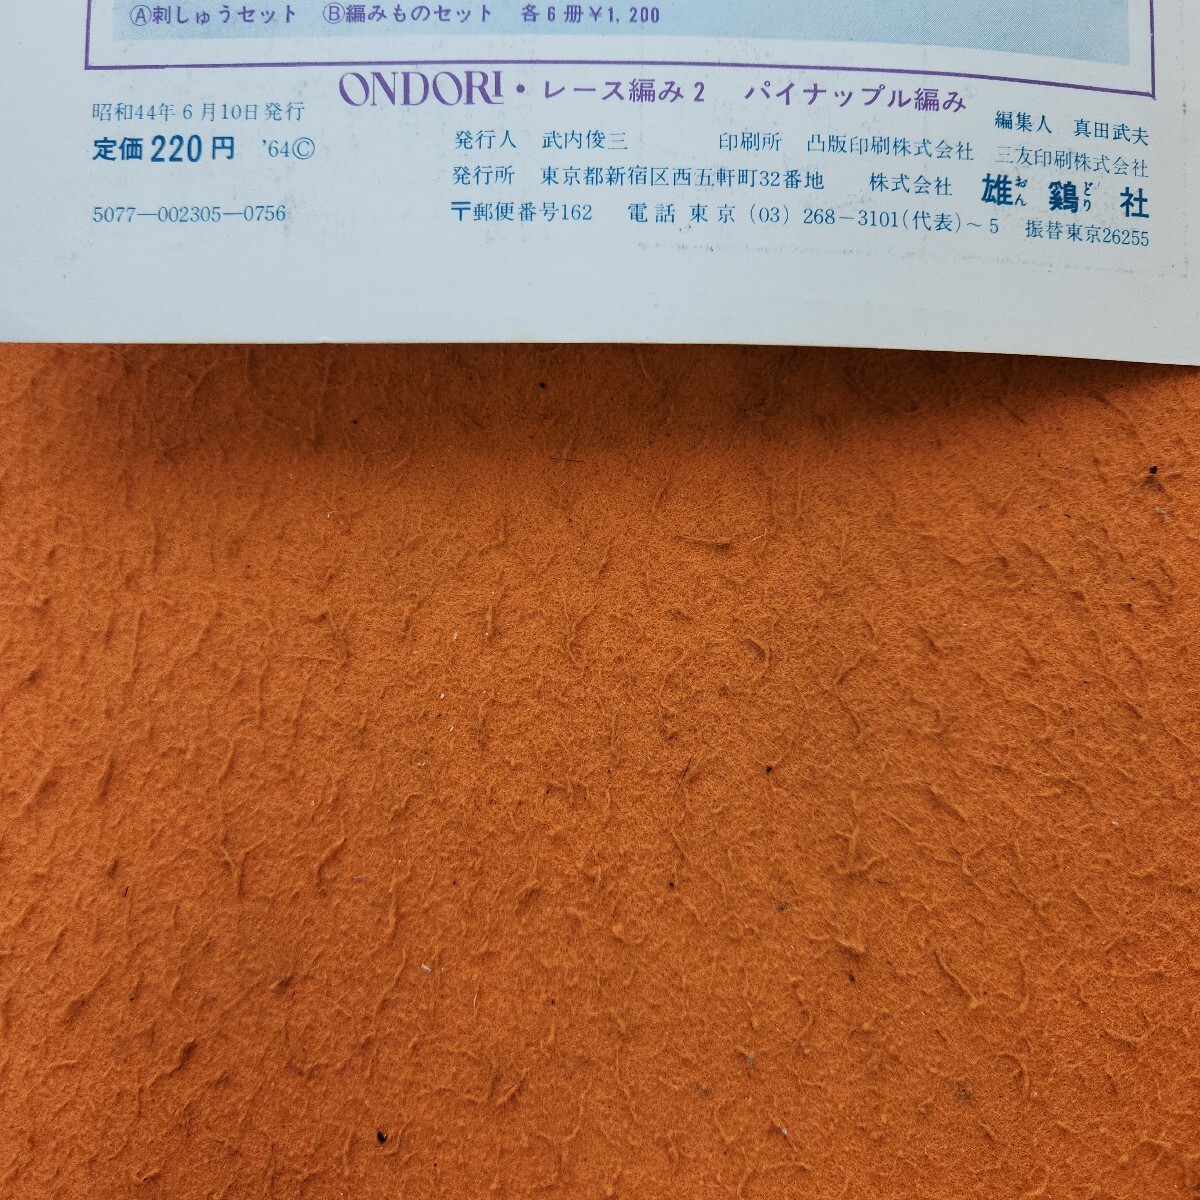 Ⓐ刺しゅうセット Ⓑ編みものセット 各6册￥1,200
ONDORI・レース編み2 パイナップル編み
昭和44年6月10日発行
定価220円 '64Ⓒ
5077—002305—0756
編集人 真田武夫
発行人 武内俊三 印刷所 凸版印刷株式会社 三友印刷株式会社
発行所 東京都新宿区西五軒町32番地 株式会社 雄鶏社
おんどり
〒郵便番号162 電話東京(03)268－3101(代表)～5 振替東京26255